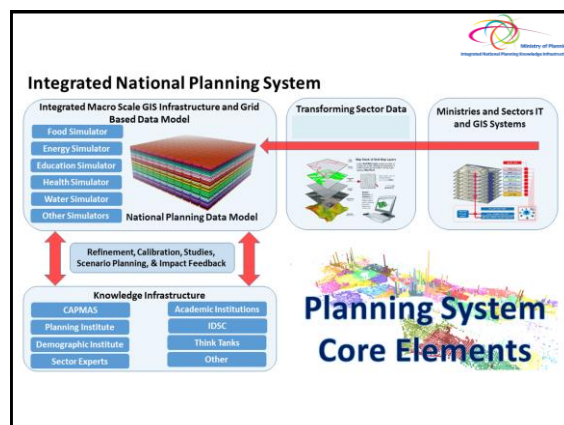 Ministry of Planning
Integrated National Planning Knowledge Infrastructure
Integrated National Planning System
Integrated Macro Scale GIS Infrastructure and Grid
Based Data Model
Food Simulator
Energy Simulator
Education Simulator
Health Simulator
Water Simulator
Other Simulators
National Planning Data Model
Transforming Sector Data
Ministries and Sectors IT
and GIS Systems
Refinement, Calibration, Studies,
Scenario Planning, & Impact Feedback
Knowledge Infrastructure
CAPMAS
Planning Institute
Demographic Institute
Sector Experts
Academic Institutions
IDSC
Think Tanks
Other
Planning System
Core Elements